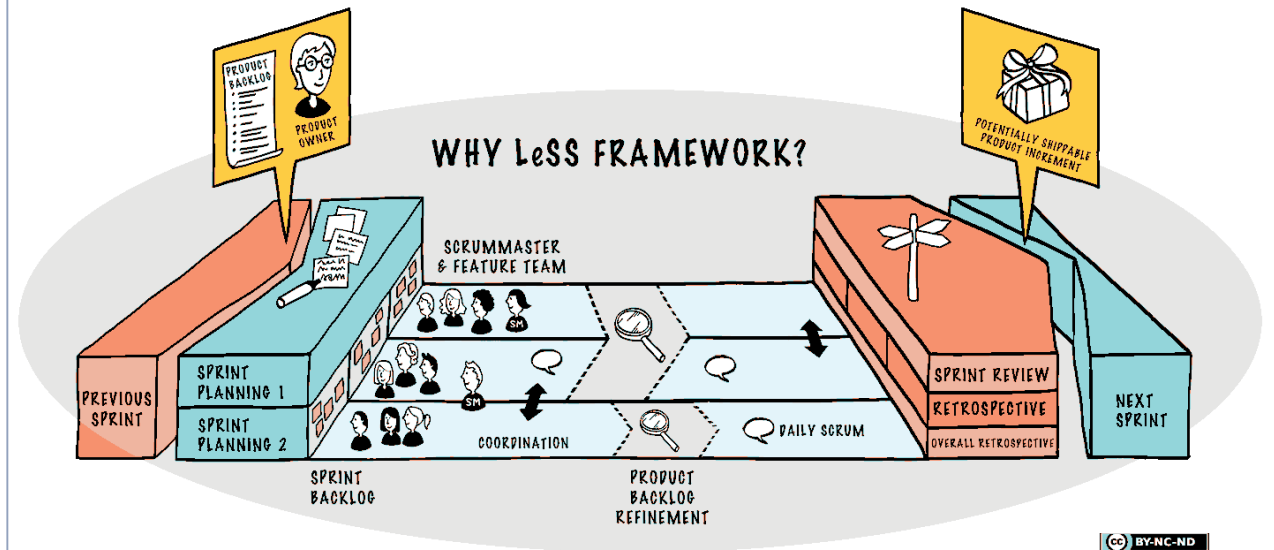 PRODUCT
BACKLOG
PRODUCT
OWNER
WHY LeSS FRAMEWORK?
POTENTIALLY SHIPPABLE
PRODUCT INCREMENT
SCRUMMASTER
& FEATURE TEAM
SM
SM
PREVIOUS
SPRINT
SPRINT
PLANNING 1
SPRINT
PLANNING 2
COORDINATION
DAILY SCRUM
SPRINT REVIEW
RETROSPECTIVE
OVERALL RETROSPECTIVE
NEXT
SPRINT
SPRINT
BACKLOG
PRODUCT
BACKLOG
REFINEMENT
cc BY-NC-ND